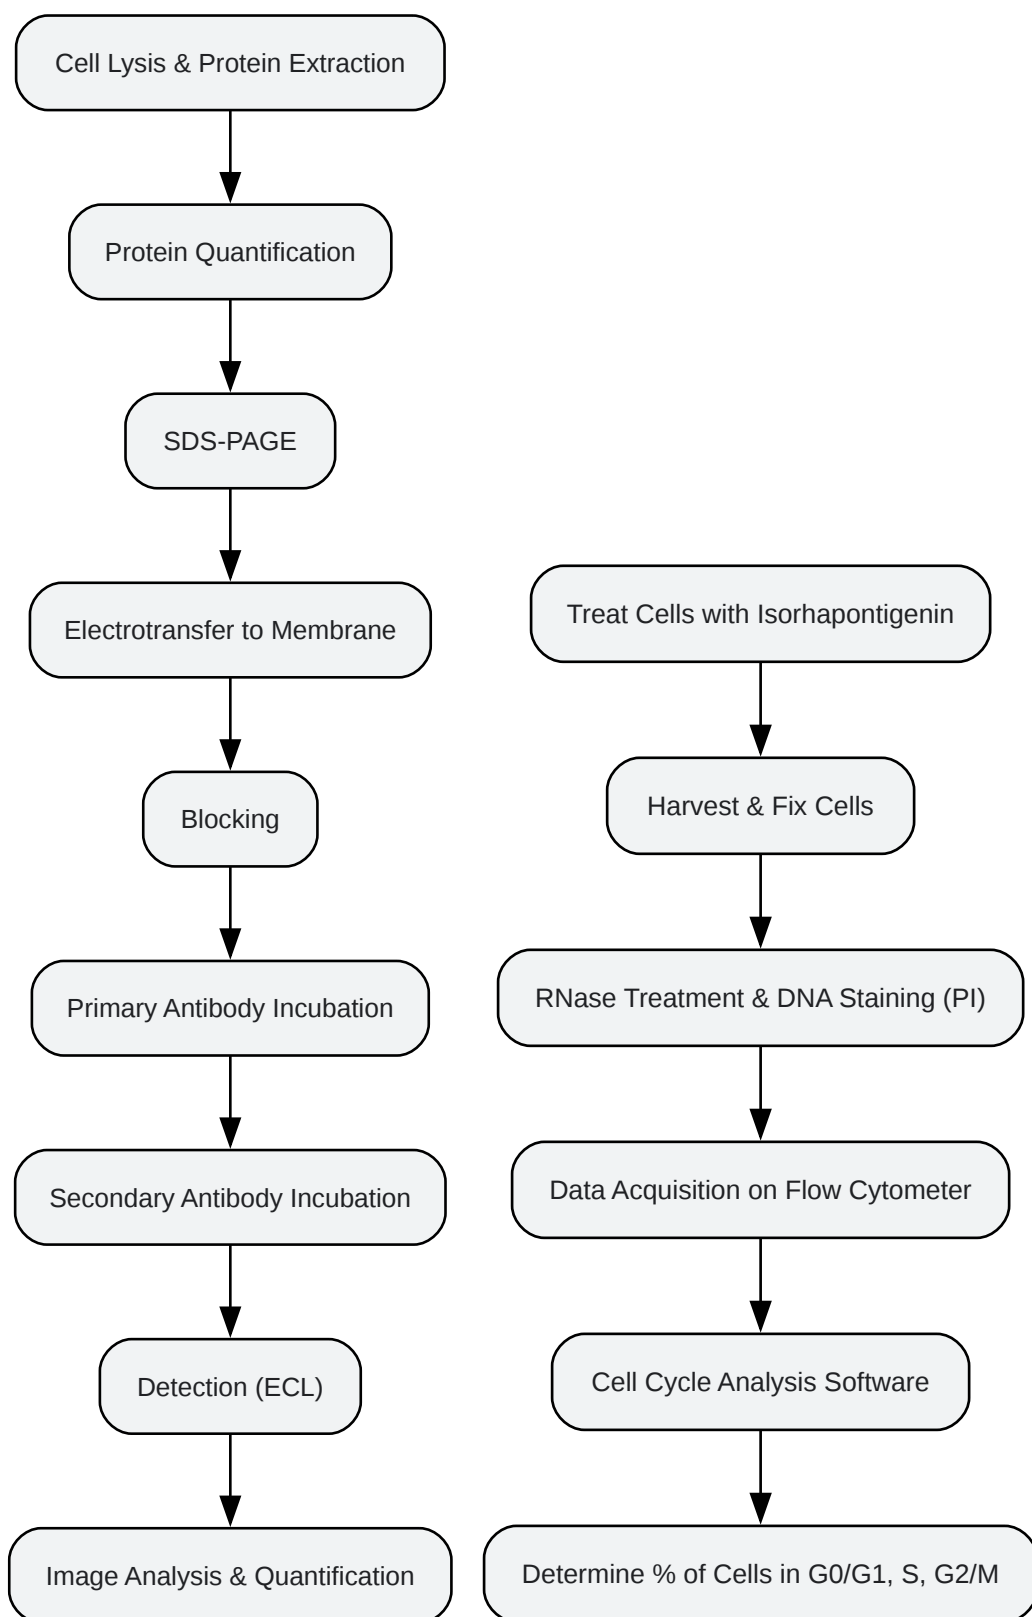 Cell Lysis & Protein Extraction
Protein Quantification
SDS-PAGE
Electrotransfer to Membrane
Blocking
Primary Antibody Incubation
Secondary Antibody Incubation
Detection (ECL)
Image Analysis & Quantification
Treat Cells with Isorhapontigenin
Harvest & Fix Cells
RNase Treatment & DNA Staining (PI)
Data Acquisition on Flow Cytometer
Cell Cycle Analysis Software
Determine % of Cells in G0/G1, S, G2/M